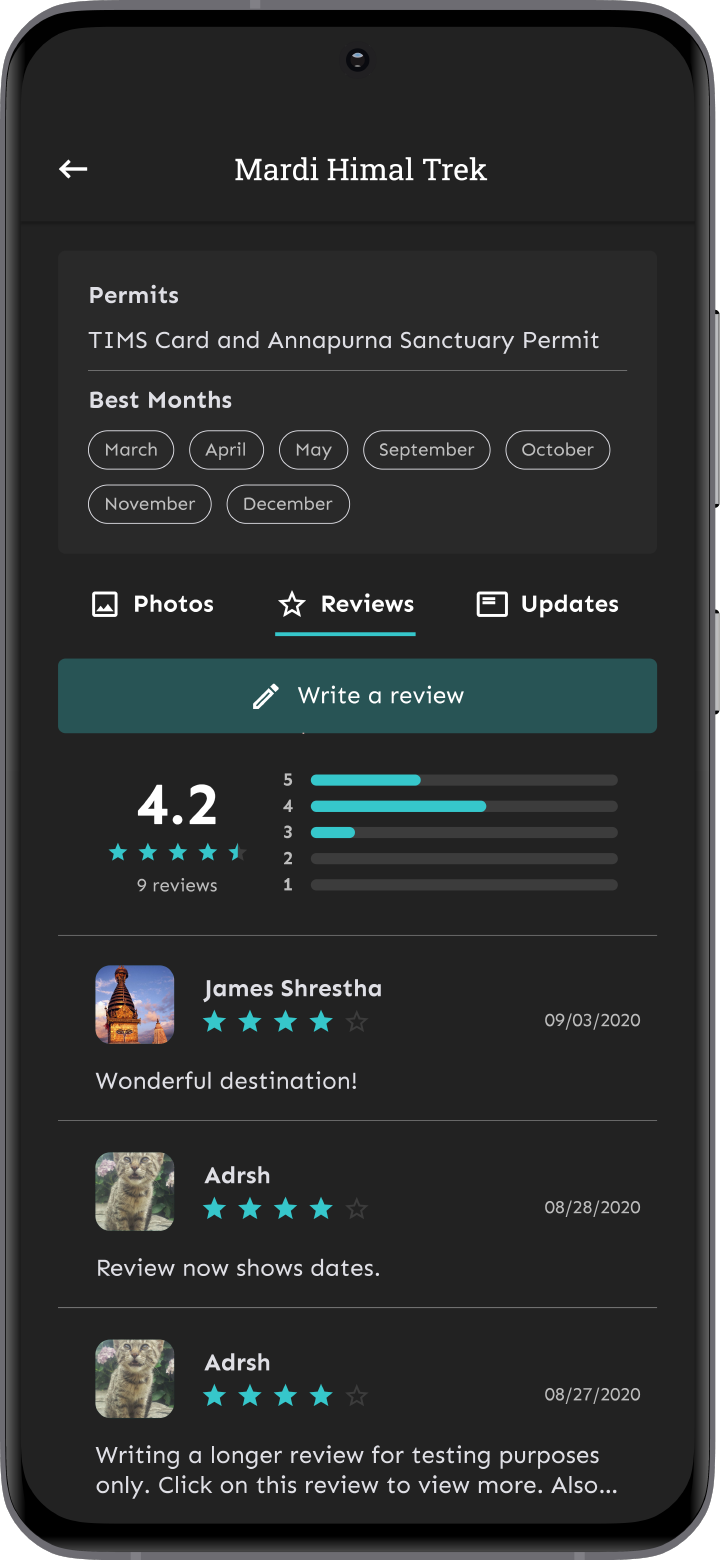 Mardi Himal Trek
Permits
TIMS Card and Annapurna Sanctuary Permit
Best Months
March April May September October
November December
Photos Reviews Updates
Write a review
4.2
9 reviews
5
4
3
2
1
James Shrestha
09/03/2020
Wonderful destination!
Adrsh
08/28/2020
Review now shows dates.
Adrsh
08/27/2020
Writing a longer review for testing purposes
only. Click on this review to view more. Also...